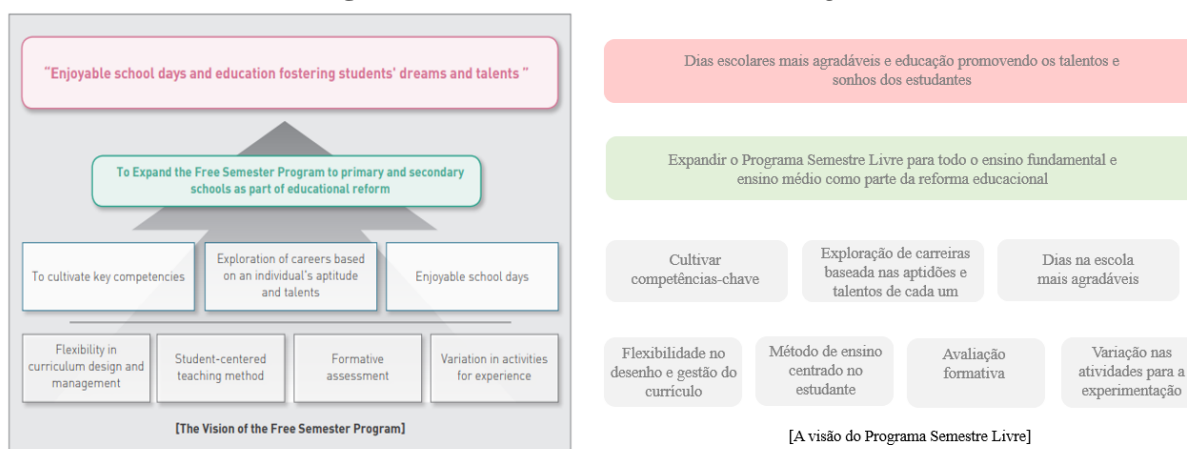 "Enjoyable school days and education fostering students' dreams and talents "
To Expand the Free Semester Program to primary and secondary
schools as part of educational reform
To cultivate key competencies
Exploration of careers based
on an individual's aptitude
and talents
Enjoyable school days
Flexibility in
curriculum design and
management
Student-centered
teaching method
Formative
assessment
Variation in activities
for experience
[The Vision of the Free Semester Program]
Dias escolares mais agradáveis e educação promovendo os talentos e
sonhos dos estudantes
Expandir o Programa Semestre Livre para todo o ensino fundamental e
ensino médio como parte da reforma educacional
Cultivar
competências-chave
Exploração de carreiras
baseada nas aptidões e
talentos de cada um
Dias na escola
mais agradáveis
Flexibilidade no
desenho e gestão do
currículo
Método de ensino
centrado no
estudante
Avaliação
formativa
Variação nas
atividades para a
experimentação
[A visão do Programa Semestre Livre]